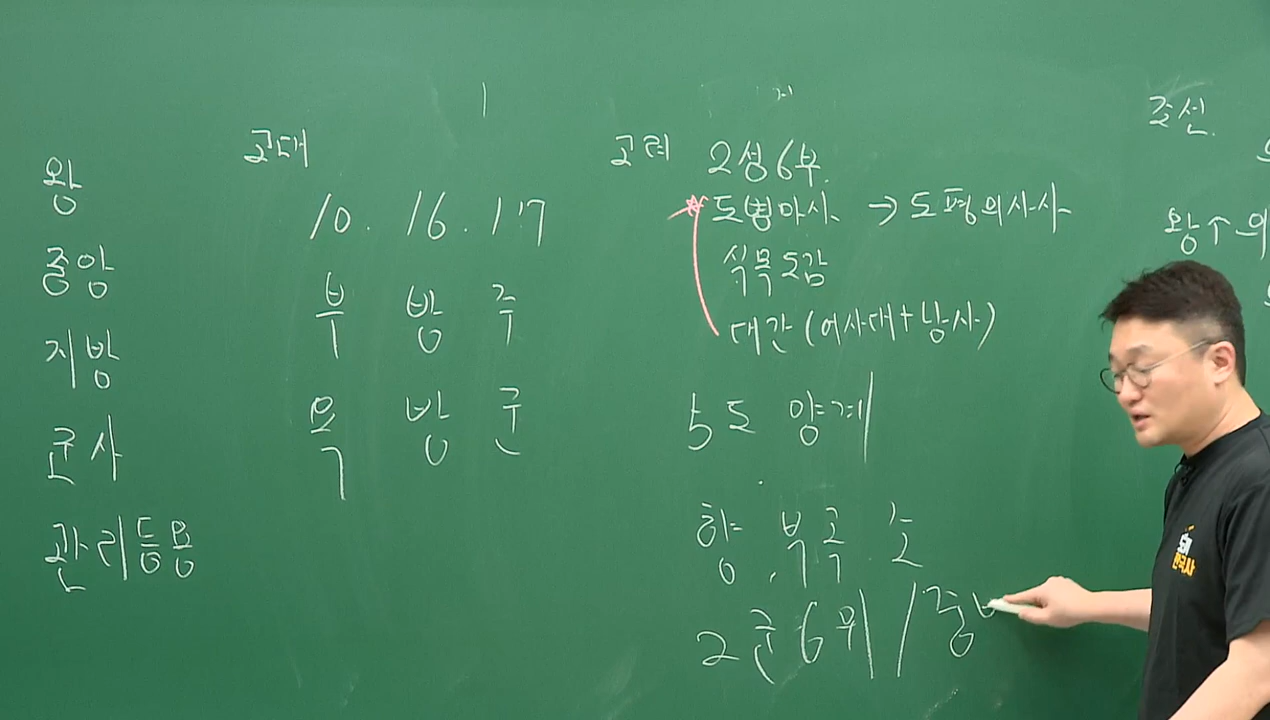 왕
중앙
지방
군사
관리등용
고대
10. 16. 17
부 방 주
욕 방 군
고려
2성6부
도병마사 → 도평의사사
식목도감
대간(어사대+낭사)
5도 양계
향. 부곡. 소
2군6위 / 중
조선
왕↑의